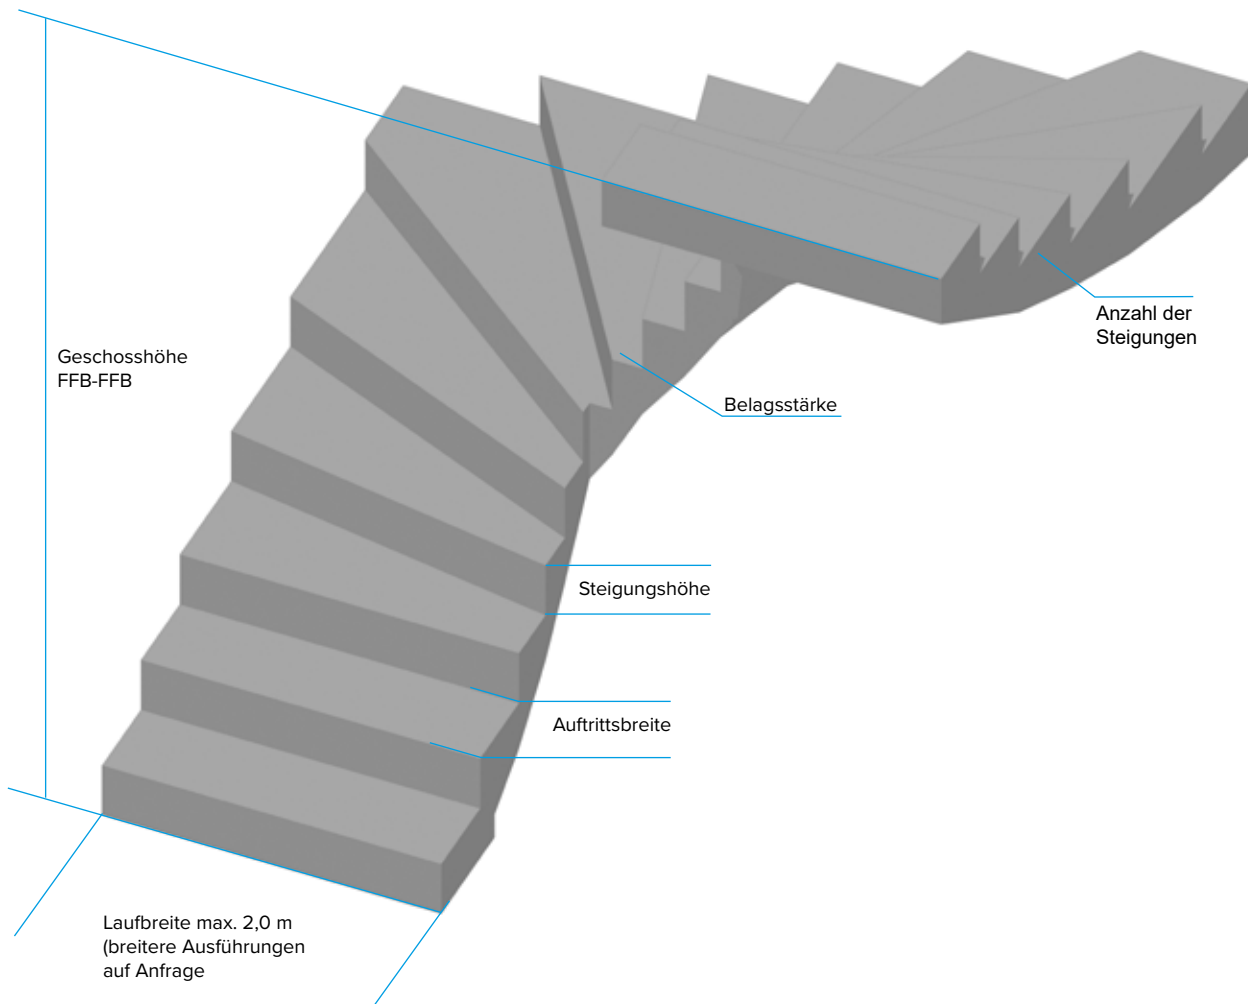 Anzahl der
Steigungen
Geschosshöhe
FFB-FFB
Belagsstärke
Steigungshöhe
Auftrittsbreite
Laufbreite max. 2,0 m
(breitere Ausführungen
auf Anfrage